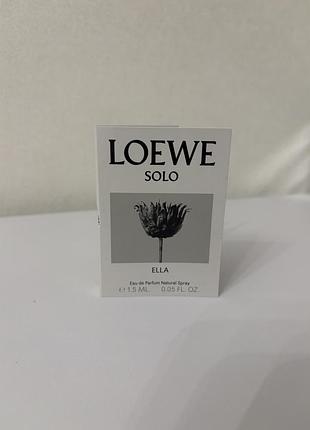 LOEWE
SOLO
ELLA
Eau de Parfum Natural Spray
℮ 1.5 ML. 0.05 FL. OZ.